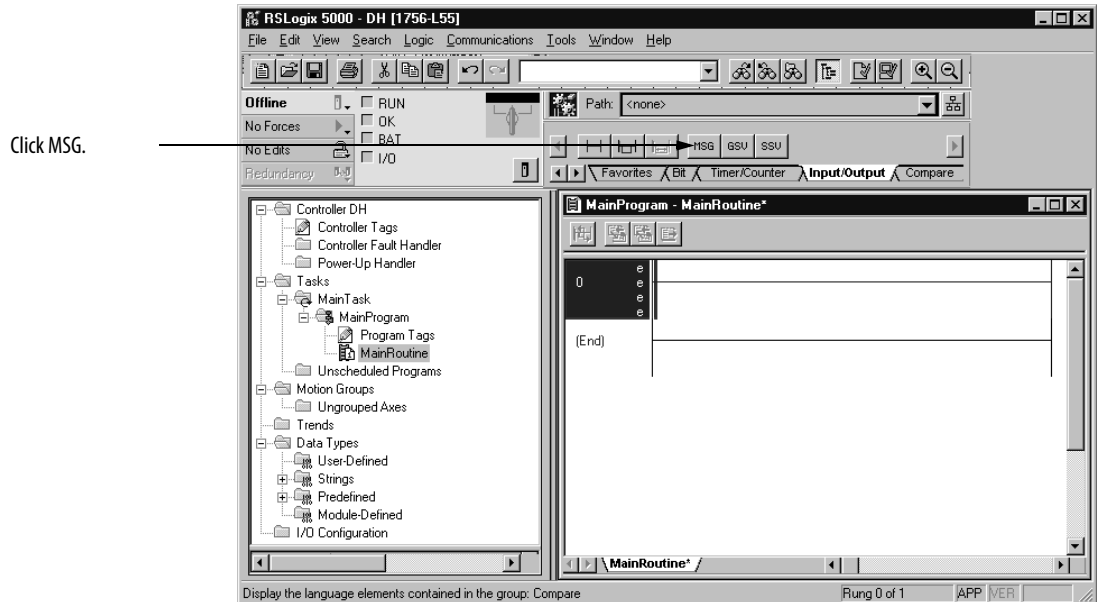 RSLogix 5000 - DH [1756-L55]
File Edit View Search Logic Communications Tools Window Help
Offline
RUN
Path: <none>
No Forces
OK
BAT
Click MSG.
No Edits
I/O
MSG GSV SSV
Redundancy
Favorites Bit Timer/Counter Input/Output Compare
Controller DH
Controller Tags
Controller Fault Handler
Power-Up Handler
Tasks
MainTask
MainProgram
Program Tags
MainRoutine
Unscheduled Programs
Motion Groups
Ungrouped Axes
Trends
Data Types
User-Defined
Strings
Predefined
Module-Defined
I/O Configuration
MainProgram - MainRoutine*
0
e
e
e
e
(End)
MainRoutine*
Display the language elements contained in the group: Compare
Rung 0 of 1
APP
VER